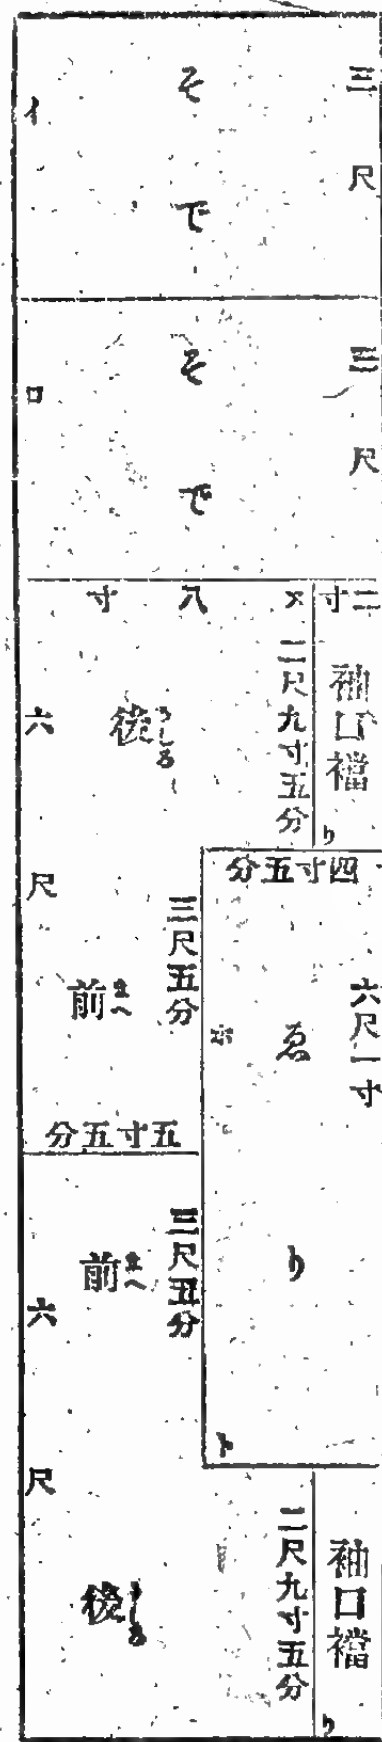 三尺
そで
イ
三尺
そで
ロ
二寸
メ八寸
袖口襠
り
二尺九寸五分
後
うしろ
六尺
四寸五分
六尺一寸
ゑり
ホ
三尺五分
前
まへ
五寸五分
三尺五分
前
まへ
六尺
ト
袖口襠
り
二尺九寸五分
後
うしろ